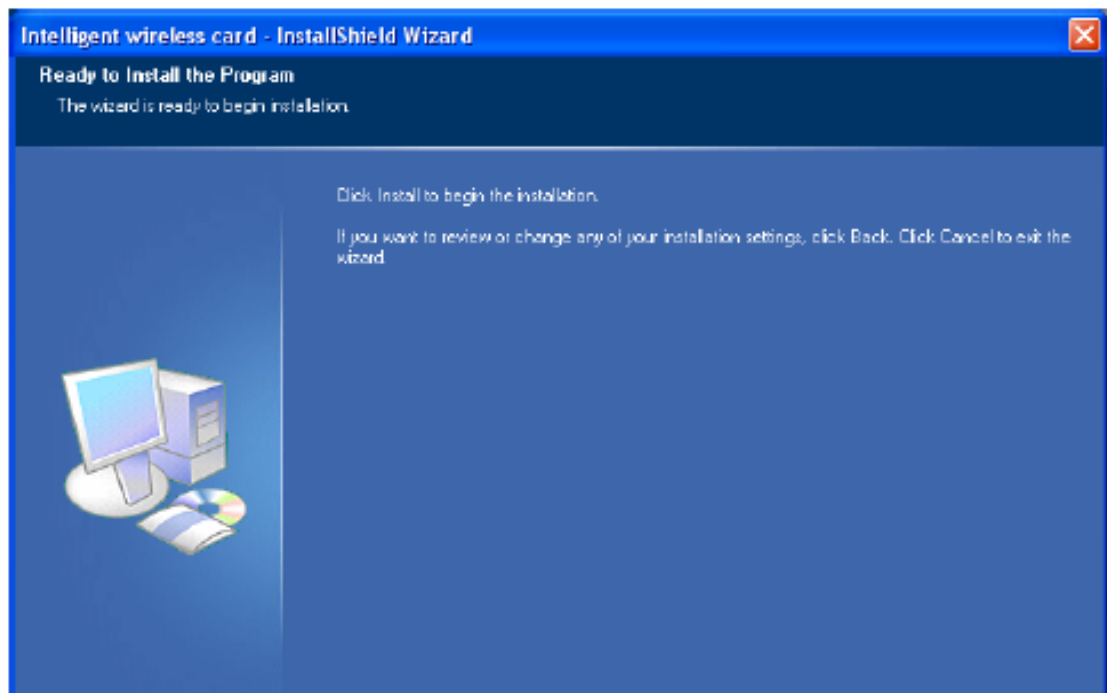 Intelligent wireless card - InstallShield Wizard
Ready to Install the Program
The wizard is ready to begin installation.
Click Install to begin the installation.
If you want to review or change any of your installation settings, click Back. Click Cancel to exit the
wizard.